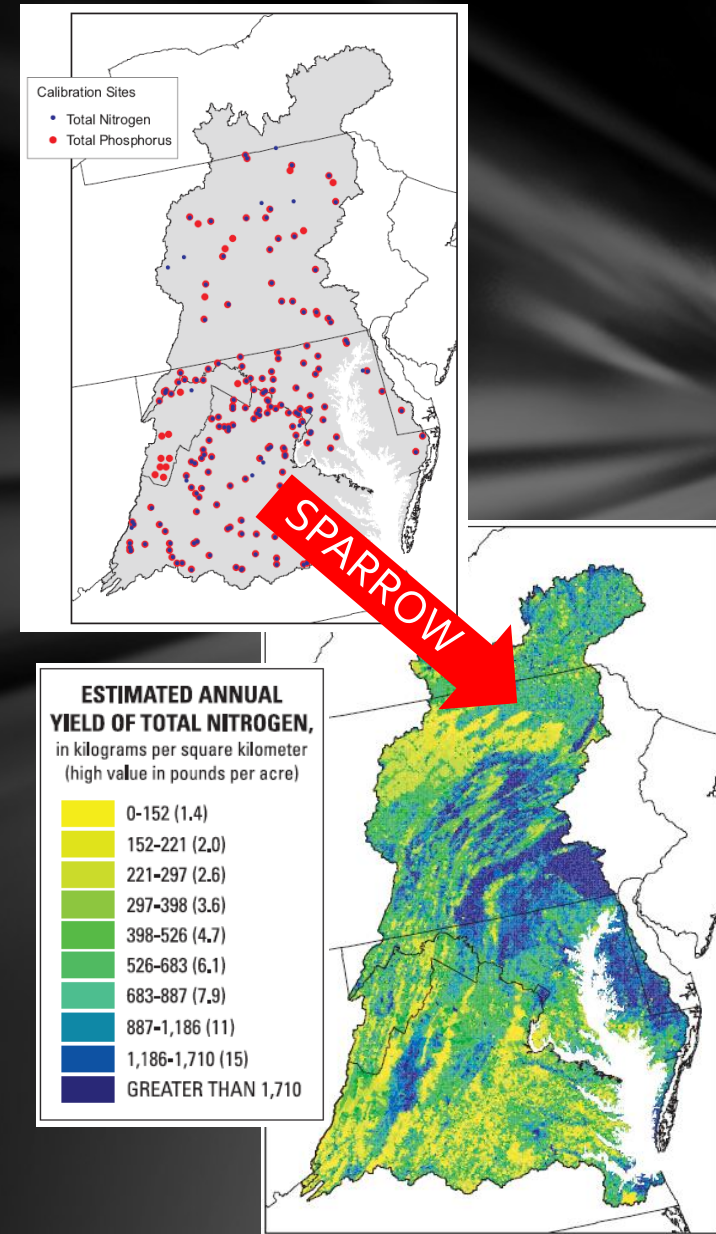 Calibration Sites
Total Nitrogen
Total Phosphorus
SPARROW
ESTIMATED ANNUAL
YIELD OF TOTAL NITROGEN,
in kilograms per square kilometer
(high value in pounds per acre)
0-152 (1.4)
152-221 (2.0)
221-297 (2.6)
297-398 (3.6)
398-526 (4.7)
526-683 (6.1)
683-887 (7.9)
887-1,186 (11)
1,186-1,710 (15)
GREATER THAN 1,710